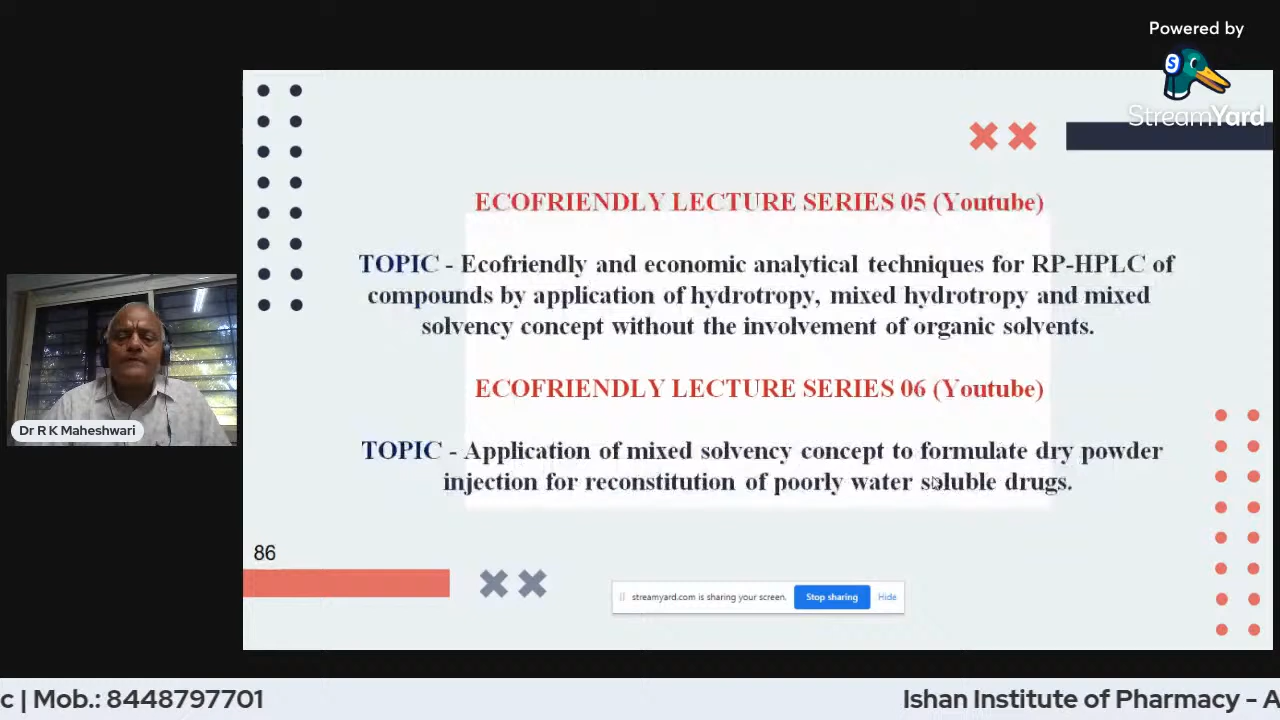 Powered by
S
StreamYard
ECOFRIENDLY LECTURE SERIES 05 (Youtube)
TOPIC - Ecofriendly and economic analytical techniques for RP-HPLC of
compounds by application of hydrotropy, mixed hydrotropy and mixed
solvency concept without the involvement of organic solvents.
ECOFRIENDLY LECTURE SERIES 06 (Youtube)
Dr R K Maheshwari
TOPIC - Application of mixed solvency concept to formulate dry powder
injection for reconstitution of poorly water soluble drugs.
86
streamyard.com is sharing your screen.
Stop sharing
Hide
c | Mob.: 8448797701
Ishan Institute of Pharmacy - A